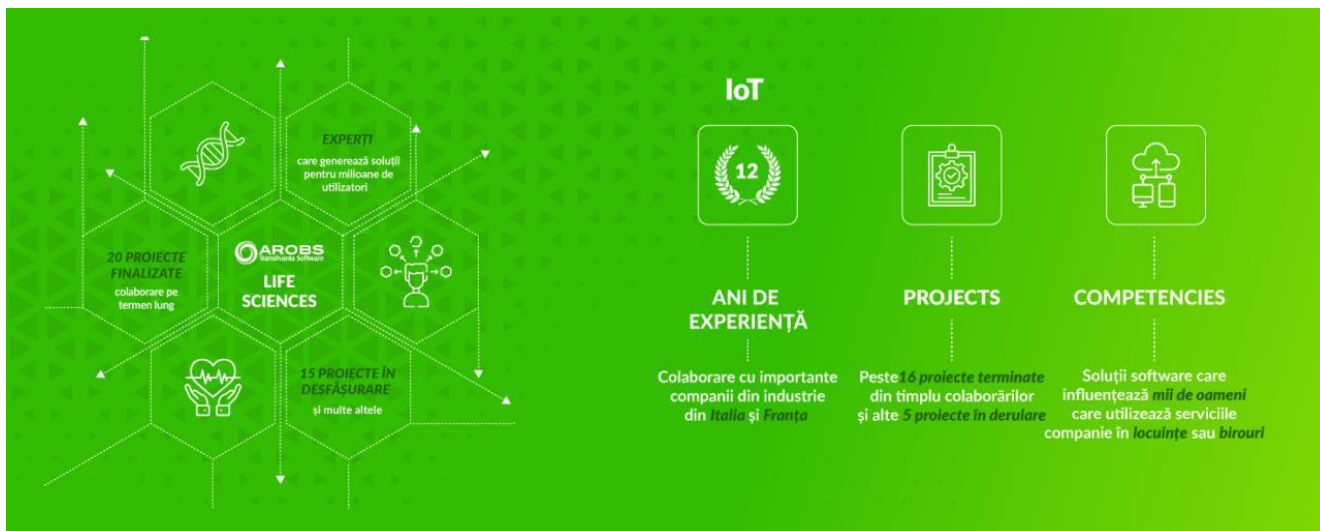 EXPERȚI
care generează soluții
pentru milioane de
utilizatori
20 PROIECTE
FINALIZATE
colaborare pe
termen lung
AROBS
Transilvania Software
LIFE
SCIENCES
15 PROIECTE ÎN
DESFĂȘURARE
și multe altele
IoT
12
ANI DE
EXPERIENȚĂ
Colaborare cu importante
companii din industrie
din Italia și Franța
PROJECTS
Peste 16 proiecte terminate
din timplu colaborărilor
și alte 5 proiecte în derulare
COMPETENCIES
Soluții software care
influențează mii de oameni
care utilizează serviciile
companie în locuințe sau birouri